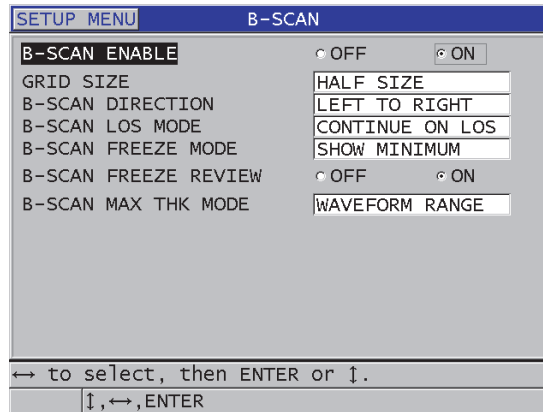 SETUP MENU B-SCAN
B-SCAN ENABLE OFF ON
GRID SIZE HALF SIZE
B-SCAN DIRECTION LEFT TO RIGHT
B-SCAN LOS MODE CONTINUE ON LOS
B-SCAN FREEZE MODE SHOW MINIMUM
B-SCAN FREEZE REVIEW OFF ON
B-SCAN MAX THK MODE WAVEFORM RANGE
↔ to select, then ENTER or ↕.
↕,↔,ENTER